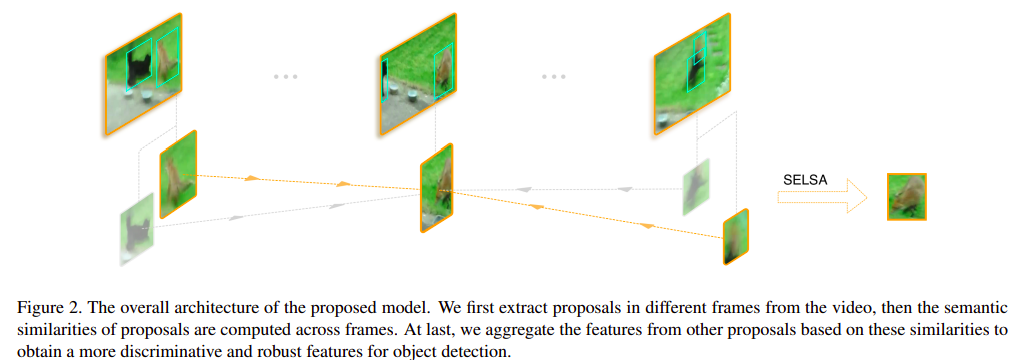 SELSA
Figure 2. The overall architecture of the proposed model. We first extract proposals in different frames from the video, then the semantic
similarities of proposals are computed across frames. At last, we aggregate the features from other proposals based on these similarities to
obtain a more discriminative and robust features for object detection.